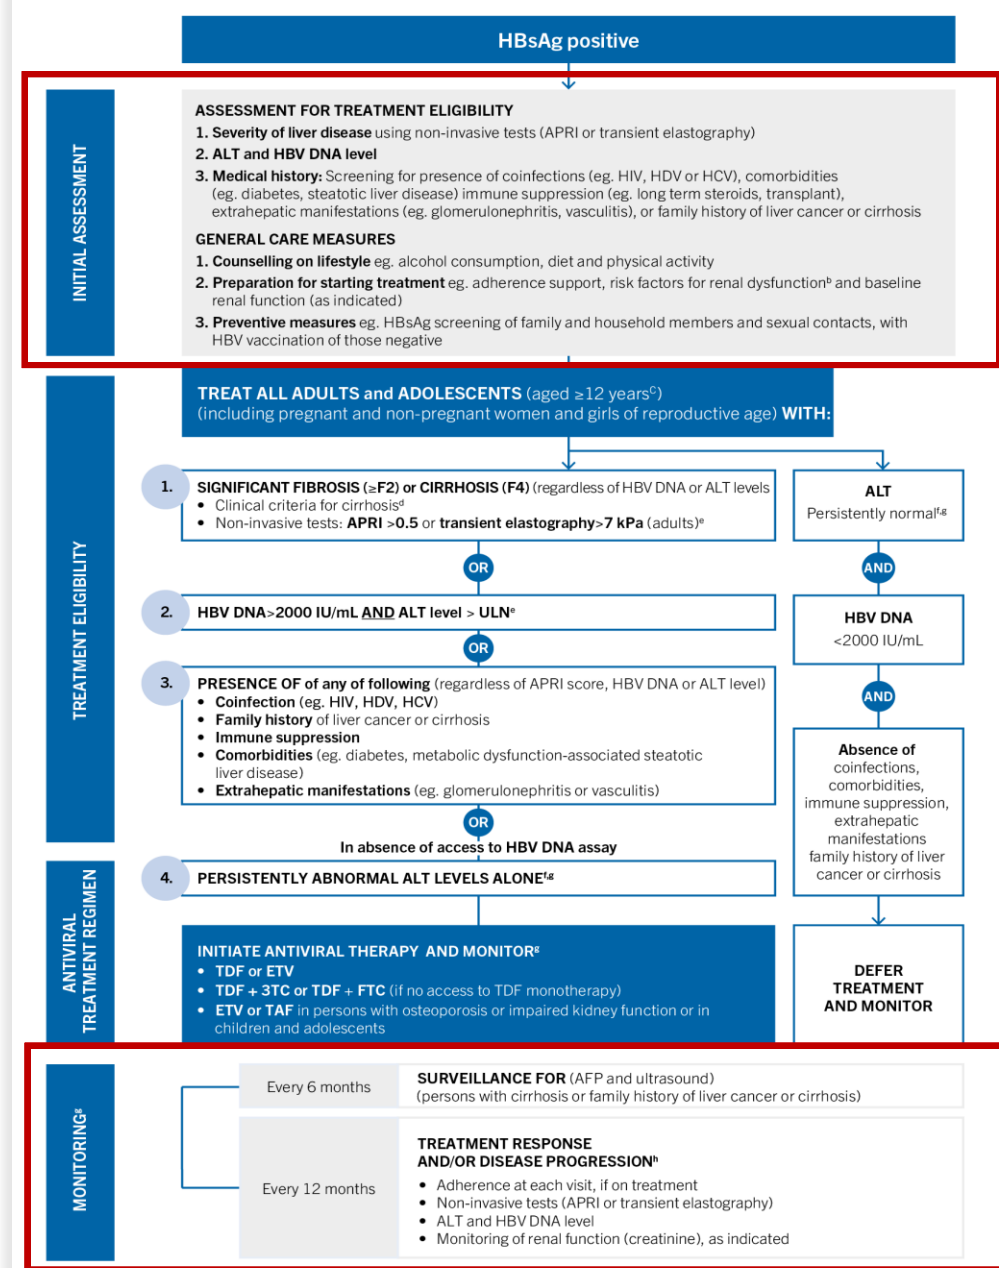 HBsAg positive
INITIAL ASSESSMENT
ASSESSMENT FOR TREATMENT ELIGIBILITY
1. Severity of liver disease using non-invasive tests (APRI or transient elastography)
2. ALT and HBV DNA level
3. Medical history: Screening for presence of coinfections (eg. HIV, HDV or HCV), comorbidities
(eg. diabetes, steatotic liver disease) immune suppression (eg. long term steroids, transplant),
extrahepatic manifestations (eg. glomerulonephritis, vasculitis), or family history of liver cancer or cirrhosis
GENERAL CARE MEASURES
1. Counselling on lifestyle eg. alcohol consumption, diet and physical activity
2. Preparation for starting treatment eg. adherence support, risk factors for renal dysfunctionᵇ and baseline
renal function (as indicated)
3. Preventive measures eg. HBsAg screening of family and household members and sexual contacts, with
HBV vaccination of those negative
TREATMENT ELIGIBILITY
TREAT ALL ADULTS and ADOLESCENTS (aged ≥12 yearsᶜ)
(including pregnant and non-pregnant women and girls of reproductive age) WITH:
1.
SIGNIFICANT FIBROSIS (≥F2) or CIRRHOSIS (F4) (regardless of HBV DNA or ALT levels
• Clinical criteria for cirrhosisᵈ
• Non-invasive tests: APRI >0.5 or transient elastography>7 kPa (adults)ᵉ
OR
2.
HBV DNA>2000 IU/mL AND ALT level > ULNᵉ
OR
3.
PRESENCE OF of any of following (regardless of APRI score, HBV DNA or ALT level)
• Coinfection (eg. HIV, HDV, HCV)
• Family history of liver cancer or cirrhosis
• Immune suppression
• Comorbidities (eg. diabetes, metabolic dysfunction-associated steatotic
liver disease)
• Extrahepatic manifestations (eg. glomerulonephritis or vasculitis)
OR
In absence of access to HBV DNA assay
4.
PERSISTENTLY ABNORMAL ALT LEVELS ALONEᶠ,ᵍ
ALT
Persistently normalᶠ,ᵍ
AND
HBV DNA
<2000 IU/mL
AND
Absence of
coinfections,
comorbidities,
immune suppression,
extrahepatic
manifestations
family history of liver
cancer or cirrhosis
ANTIVIRAL
TREATMENT REGIMEN
INITIATE ANTIVIRAL THERAPY AND MONITORᵍ
• TDF or ETV
• TDF + 3TC or TDF + FTC (if no access to TDF monotherapy)
• ETV or TAF in persons with osteoporosis or impaired kidney function or in
children and adolescents
DEFER
TREATMENT
AND MONITOR
MONITORINGᵍ
Every 6 months
SURVEILLANCE FOR (AFP and ultrasound)
(persons with cirrhosis or family history of liver cancer or cirrhosis)
Every 12 months
TREATMENT RESPONSE
AND/OR DISEASE PROGRESSIONʰ
• Adherence at each visit, if on treatment
• Non-invasive tests (APRI or transient elastography)
• ALT and HBV DNA level
• Monitoring of renal function (creatinine), as indicated